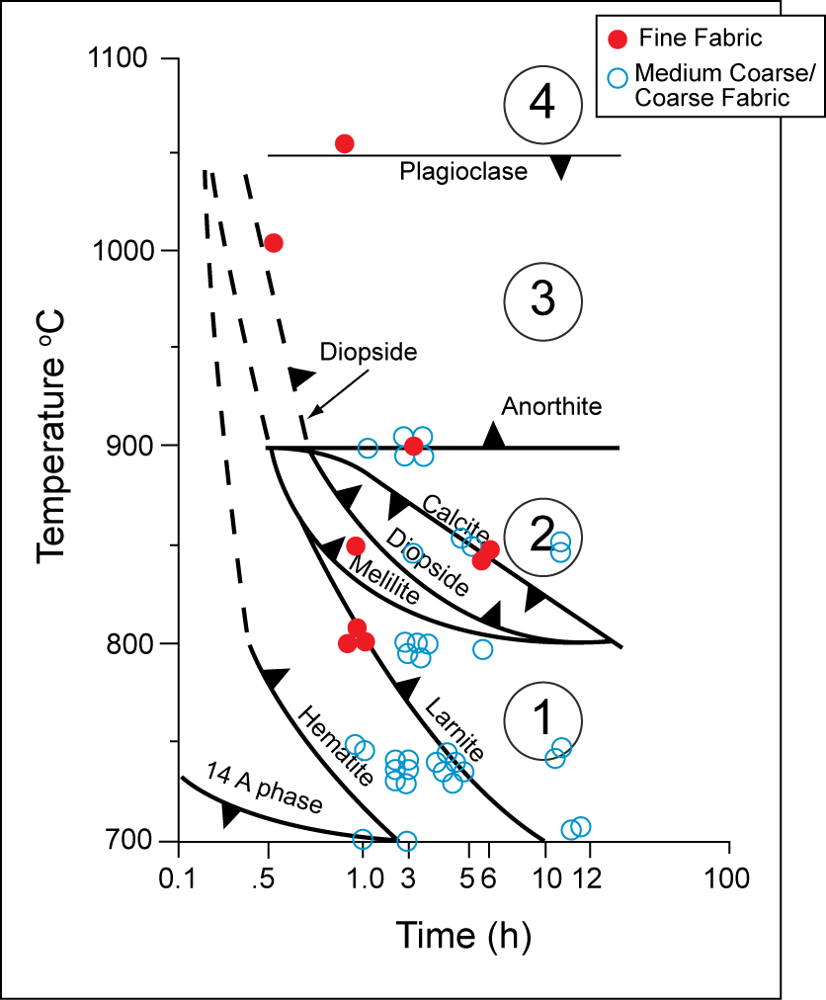 Fine Fabric
Medium Coarse/
Coarse Fabric
1100
4
Plagioclase
1000
3
Diopside
Anorthite
900
Calcite
2
Diopside
Melilite
800
1
Larnite
Hematite
14 A phase
700
0.1 .5 1.0 3 5 6 10 12 100
Temperature ºC
Time (h)